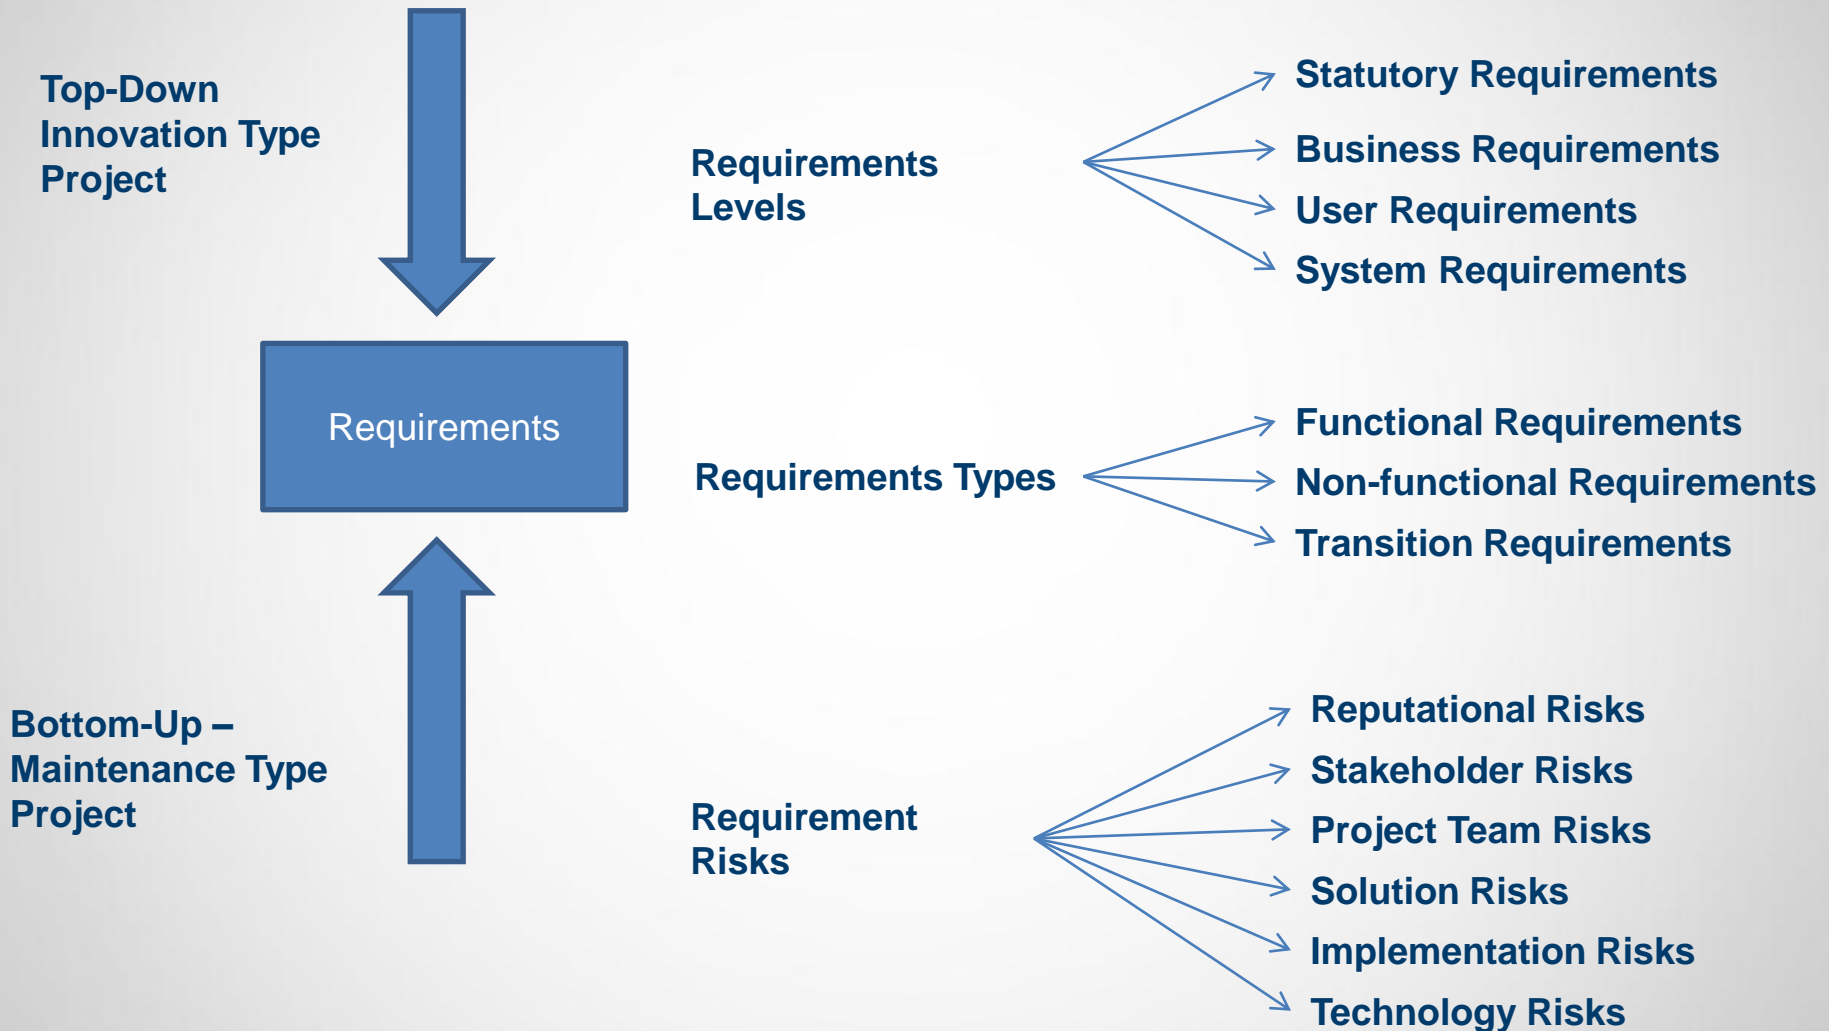 Top-Down
Innovation Type
Project
Requirements
Bottom-Up –
Maintenance Type
Project
Requirements
Levels
Statutory Requirements
Business Requirements
User Requirements
System Requirements
Requirements Types
Functional Requirements
Non-functional Requirements
Transition Requirements
Requirement
Risks
Reputational Risks
Stakeholder Risks
Project Team Risks
Solution Risks
Implementation Risks
Technology Risks